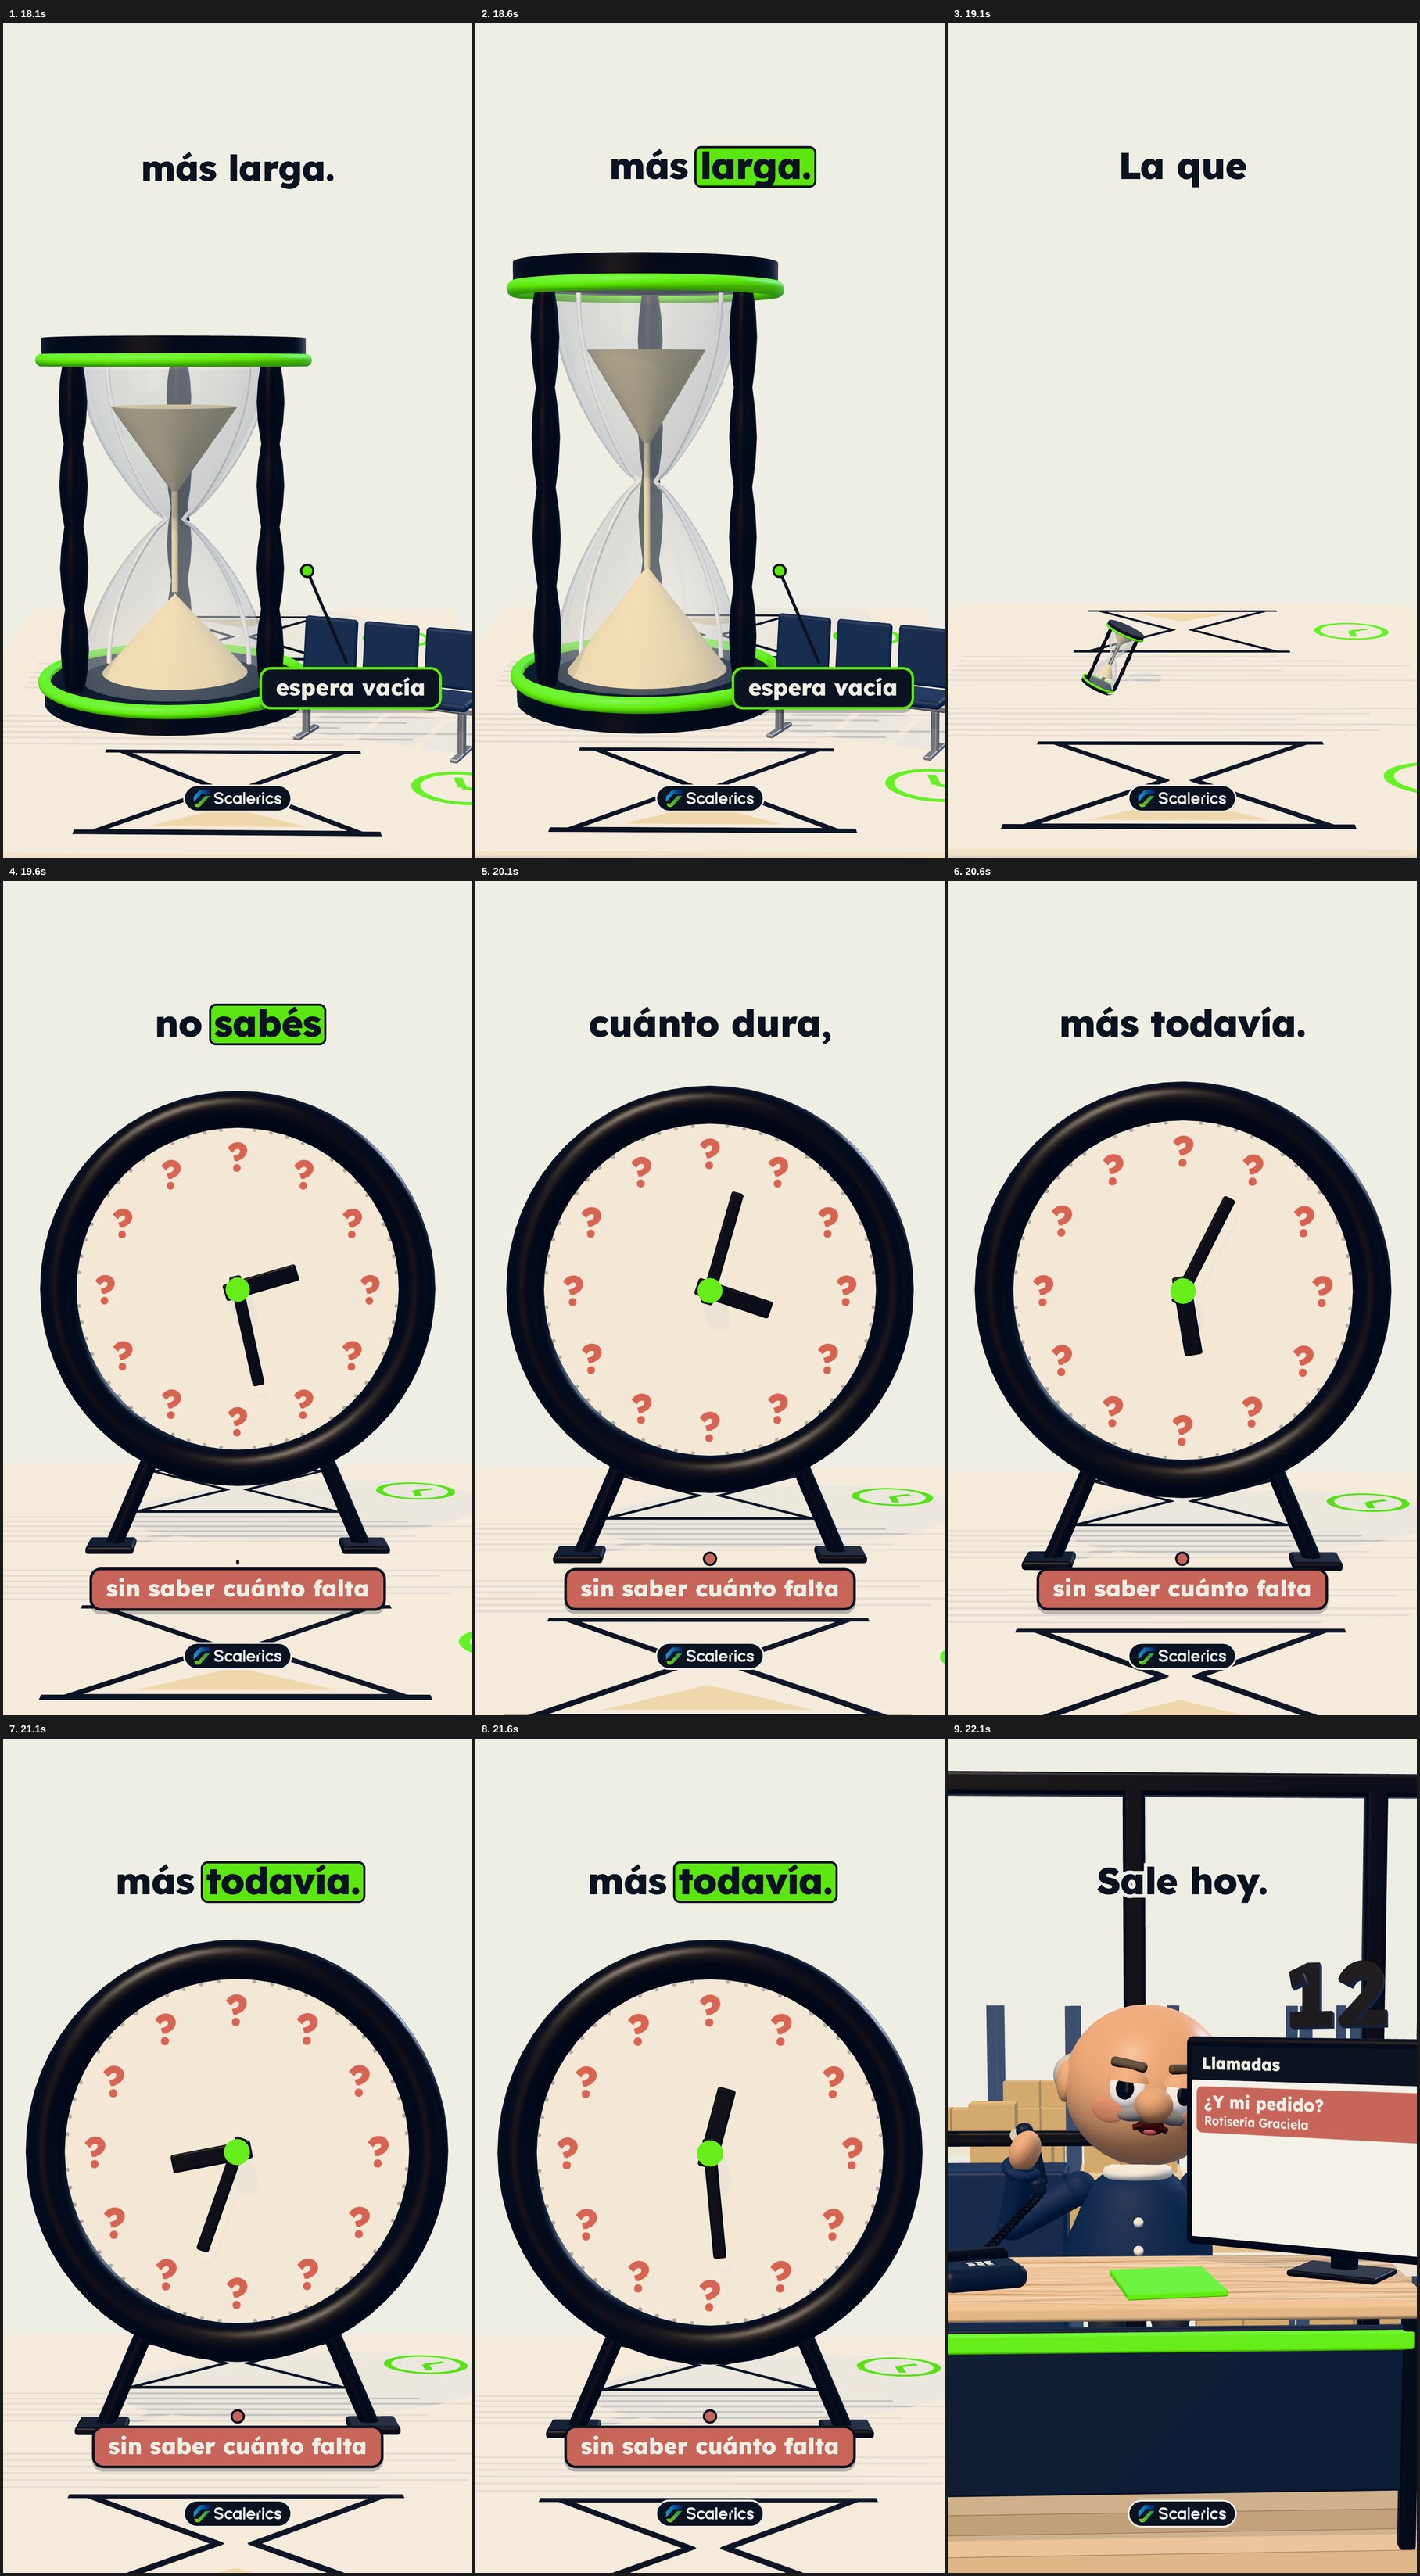 1. 18.1s
más larga.
espera vacía
Scalerics
2. 18.6s
más larga.
espera vacía
Scalerics
3. 19.1s
La que
Scalerics
4. 19.6s
no sabés
? ? ? ? ? ? ? ? ? ? ? ?
sin saber cuánto falta
Scalerics
5. 20.1s
cuánto dura,
? ? ? ? ? ? ? ? ? ? ? ?
sin saber cuánto falta
Scalerics
6. 20.6s
más todavía.
? ? ? ? ? ? ? ? ? ? ? ?
sin saber cuánto falta
Scalerics
7. 21.1s
más todavía.
? ? ? ? ? ? ? ? ? ? ? ?
sin saber cuánto falta
Scalerics
8. 21.6s
más todavía.
? ? ? ? ? ? ? ? ? ? ? ?
sin saber cuánto falta
Scalerics
9. 22.1s
Sale hoy.
12
Llamadas
¿Y mi pedido?
Rotisería Graciela
Scalerics